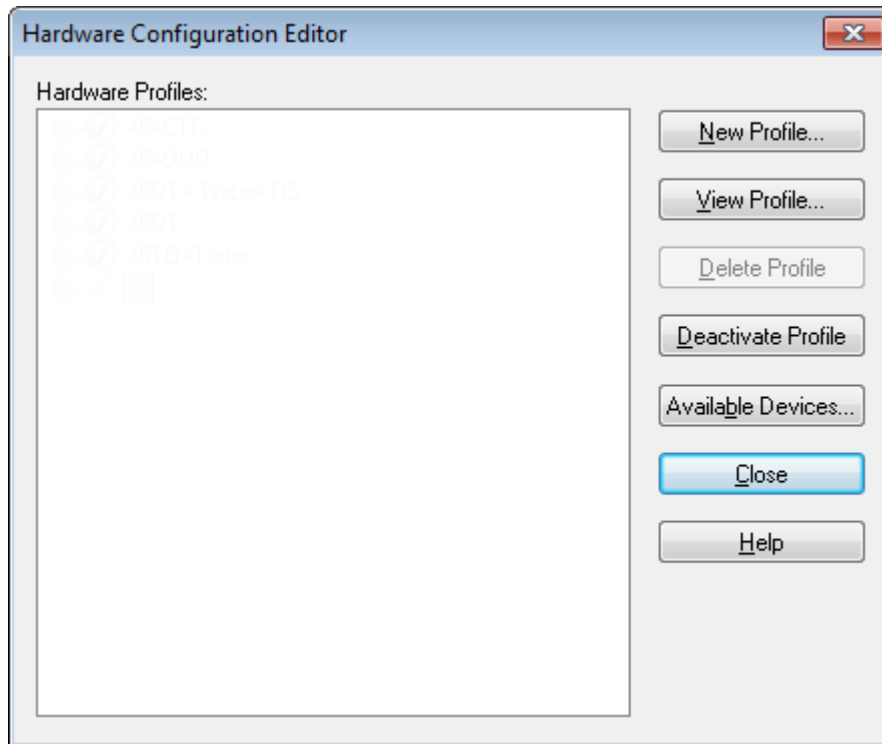 Hardware Configuration Editor
Hardware Profiles:
45+CTC
45+DUO
45QT+ Turbo+TIS
45QT
45TQ+Turbo
New Profile...
View Profile...
Delete Profile
Deactivate Profile
Available Devices...
Close
Help